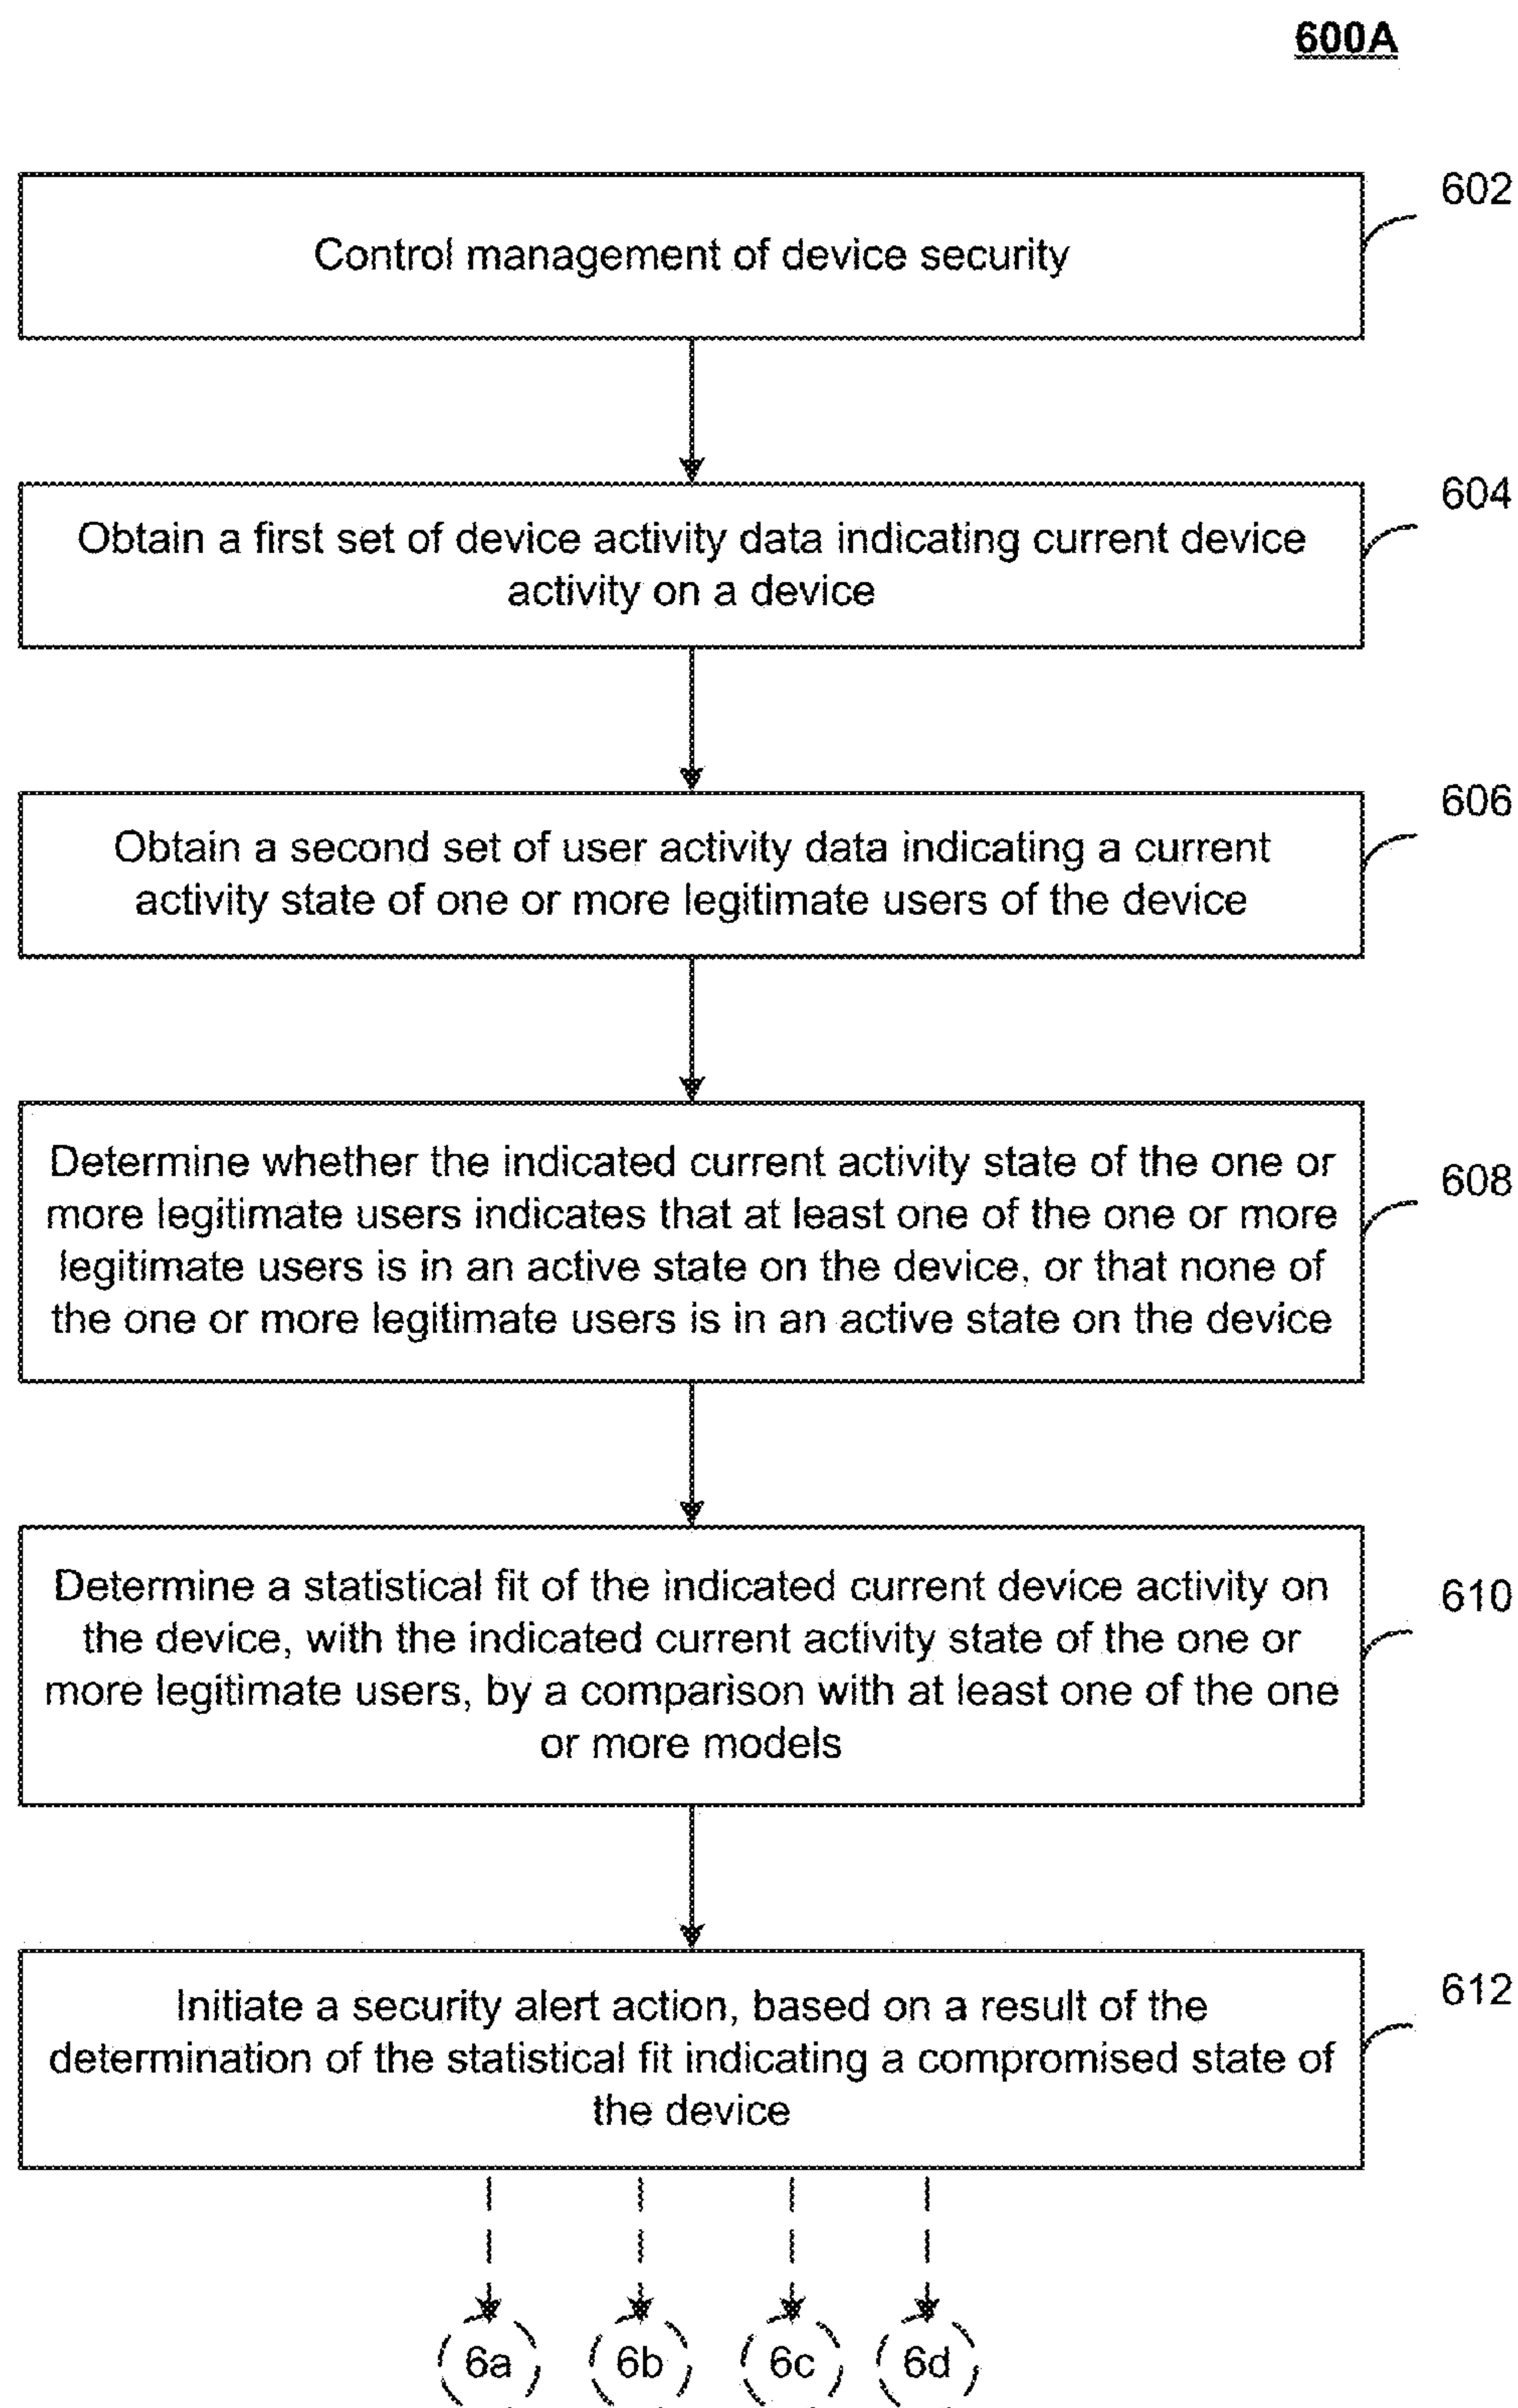 600A
Control management of device security
602
Obtain a first set of device activity data indicating current device
activity on a device
604
Obtain a second set of user activity data indicating a current
activity state of one or more legitimate users of the device
606
Determine whether the indicated current activity state of the one or
more legitimate users indicates that at least one of the one or more
legitimate users is in an active state on the device, or that none of
the one or more legitimate users is in an active state on the device
608
Determine a statistical fit of the indicated current device activity on
the device, with the indicated current activity state of the one or
more legitimate users, by a comparison with at least one of the one
or more models
610
Initiate a security alert action, based on a result of the
determination of the statistical fit indicating a compromised state of
the device
612
6a
6b
6c
6d